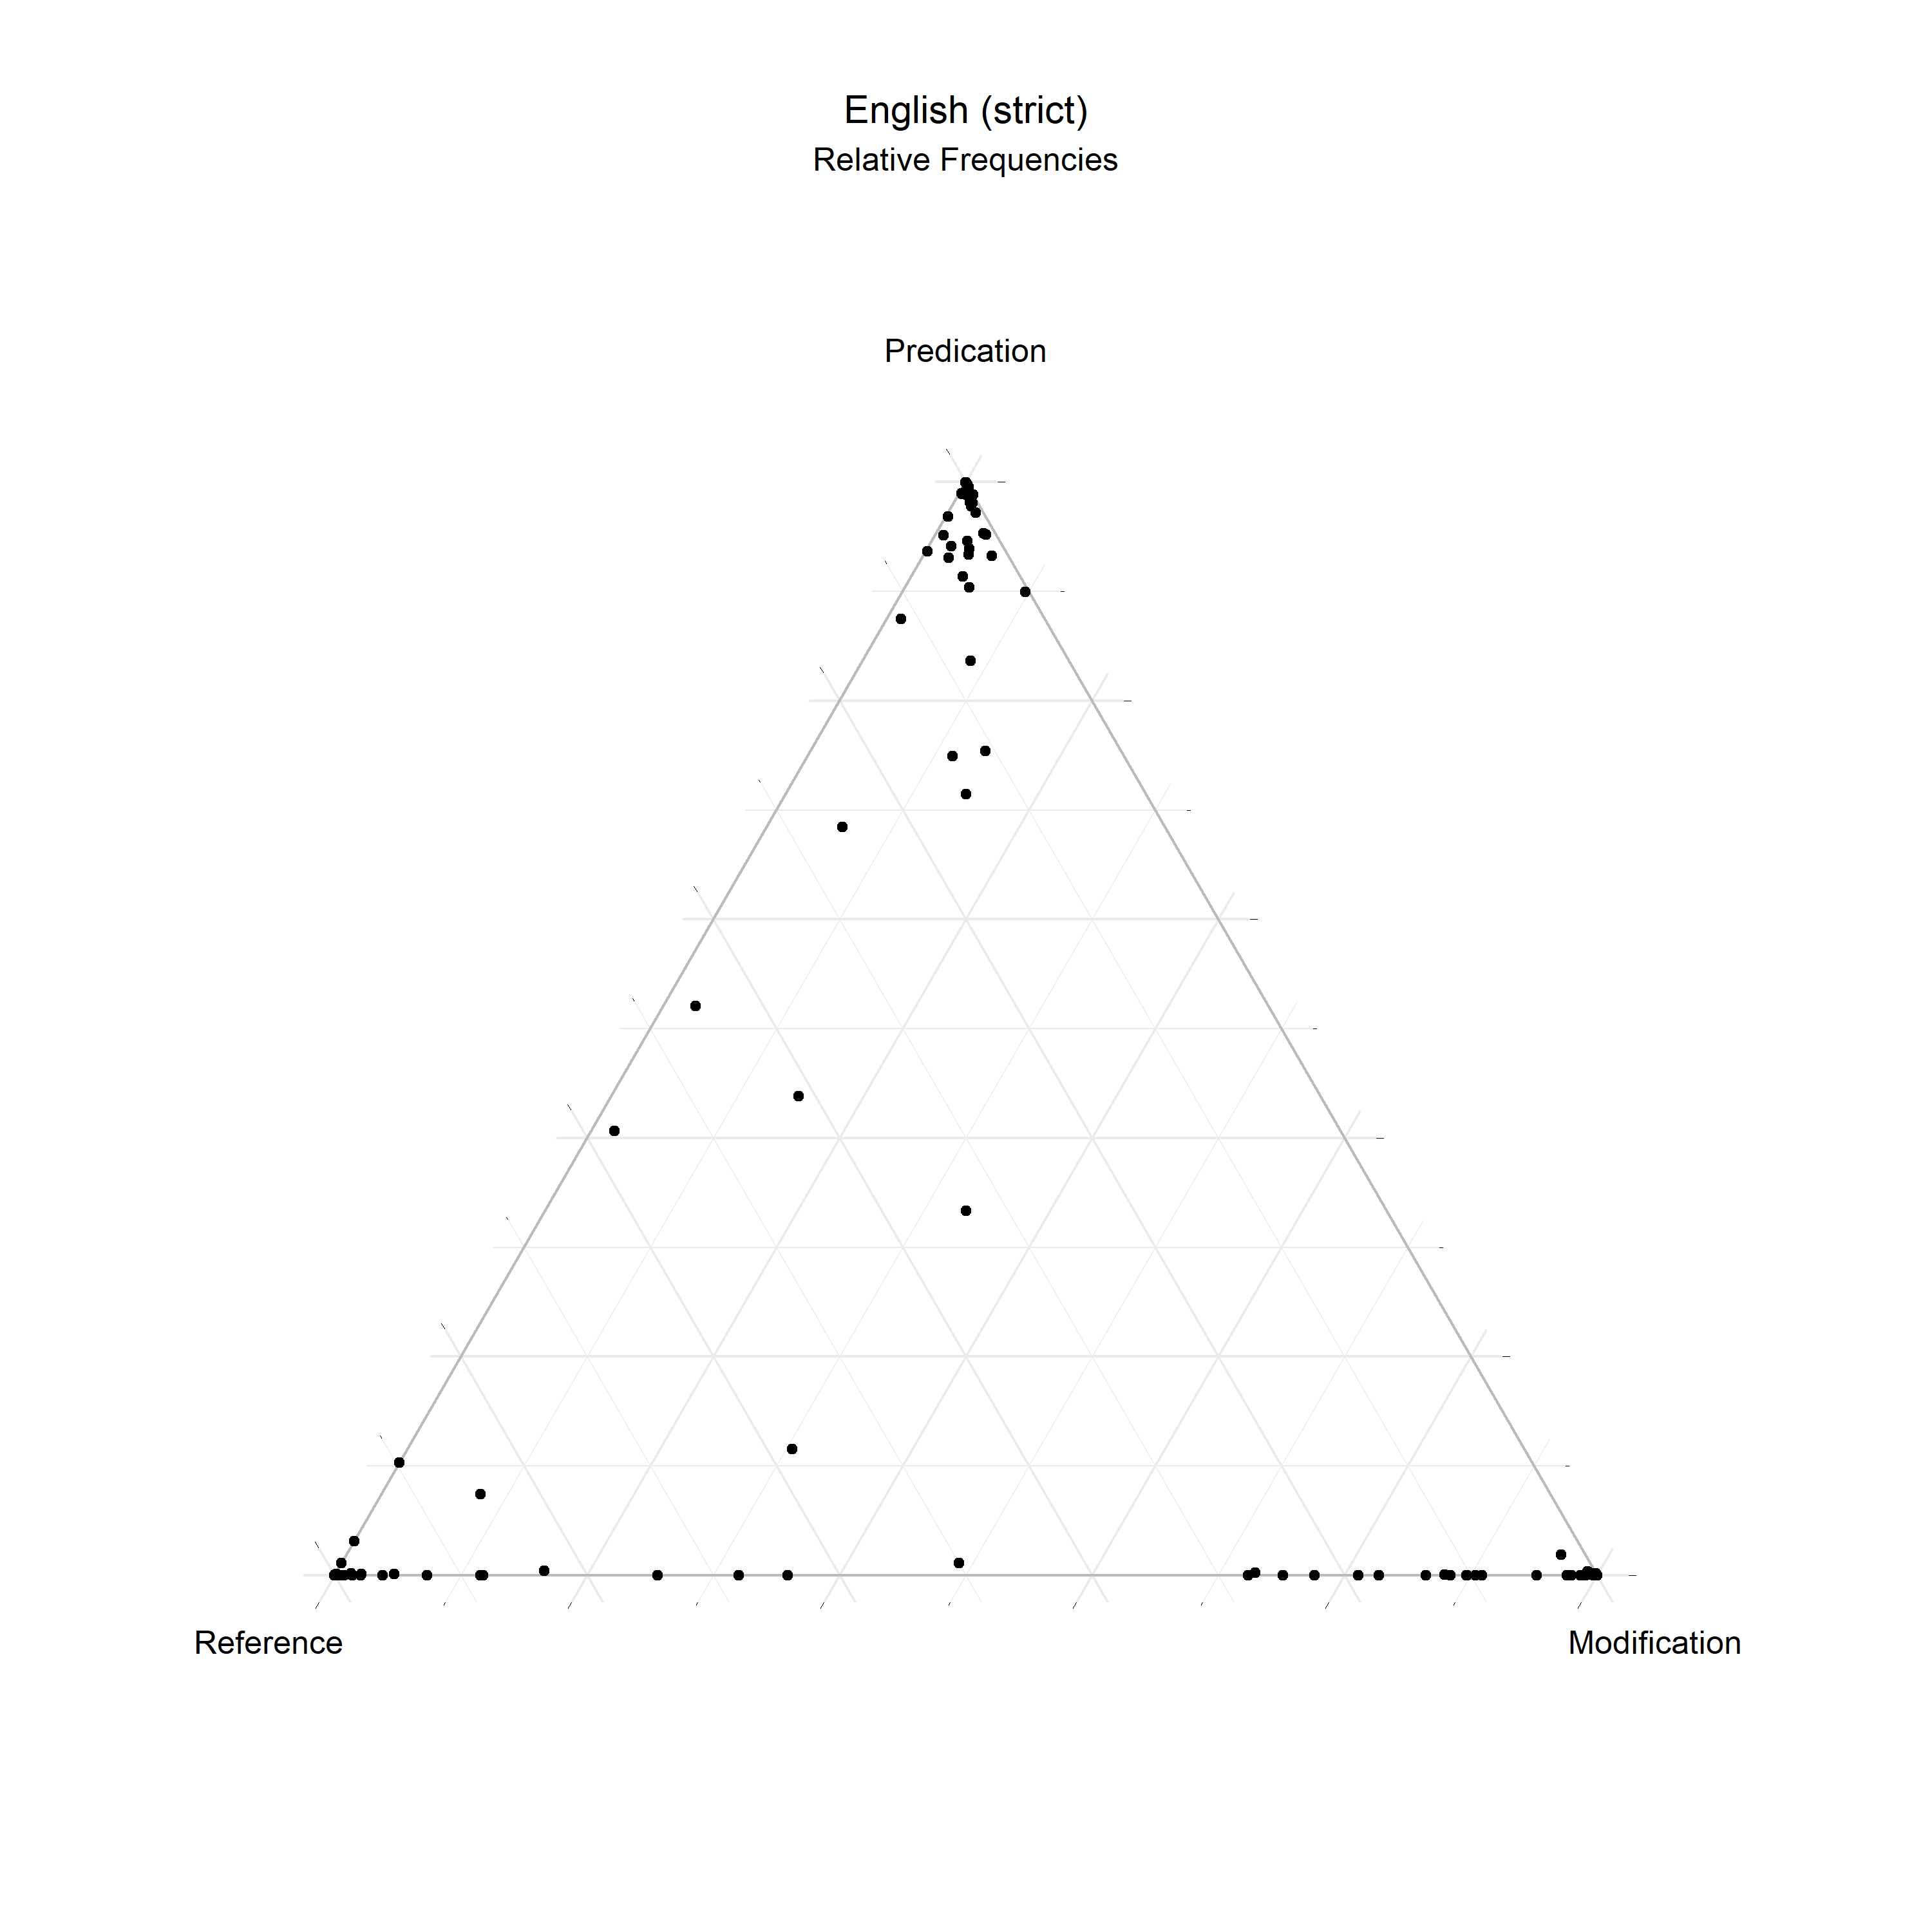 English (strict)
Relative Frequencies
Predication
Reference
Modification